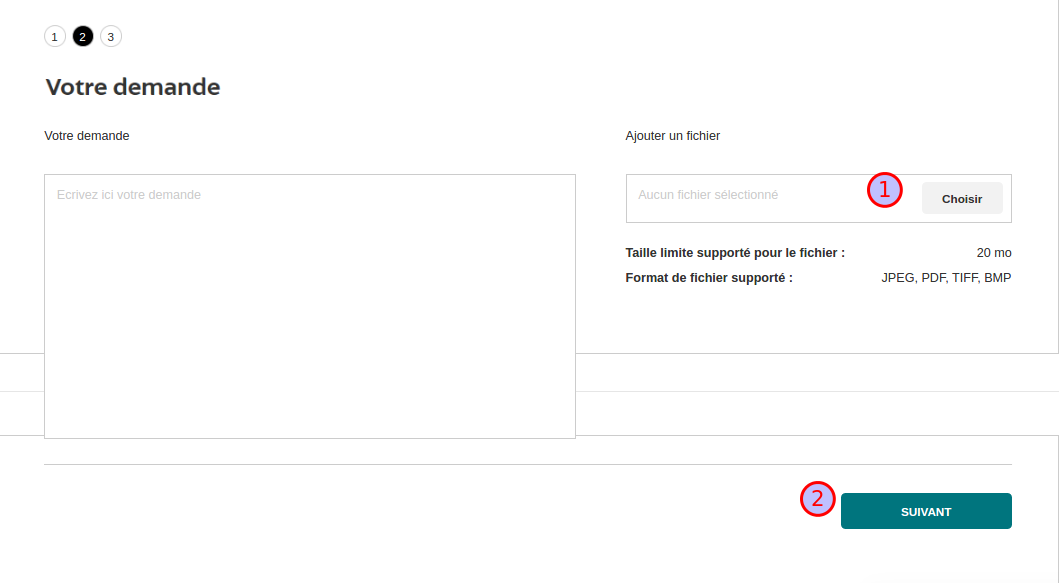 1 2 3
Votre demande
Votre demande
Ecrivez ici votre demande
Ajouter un fichier
Aucun fichier sélectionné 1 Choisir
Taille limite supporté pour le fichier : 20 mo
Format de fichier supporté : JPEG, PDF, TIFF, BMP
2 SUIVANT